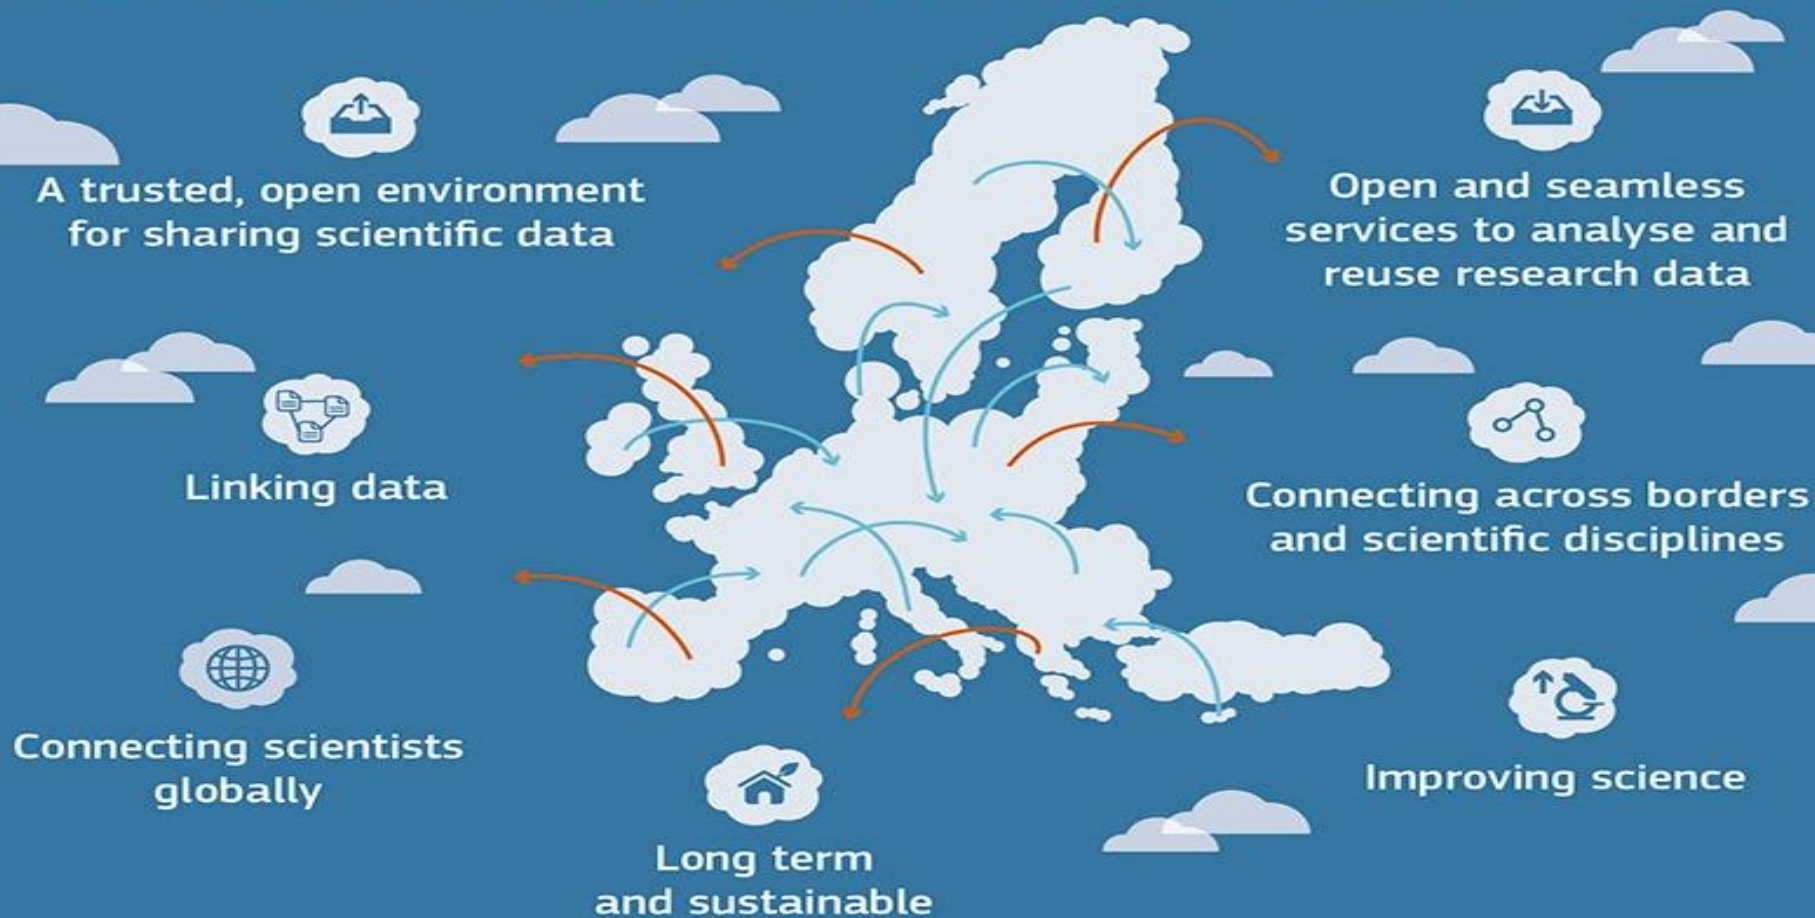 A trusted, open environment
for sharing scientific data
Open and seamless
services to analyse and
reuse research data
Linking data
Connecting across borders
and scientific disciplines
Connecting scientists
globally
Improving science
Long term
and sustainable